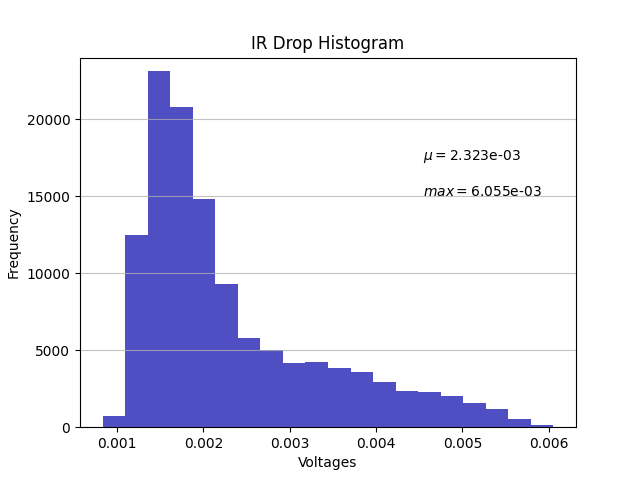 IR Drop Histogram
20000
15000
10000
5000
0
Frequency
μ = 2.323e-03
max = 6.055e-03
0.001 0.002 0.003 0.004 0.005 0.006
Voltages